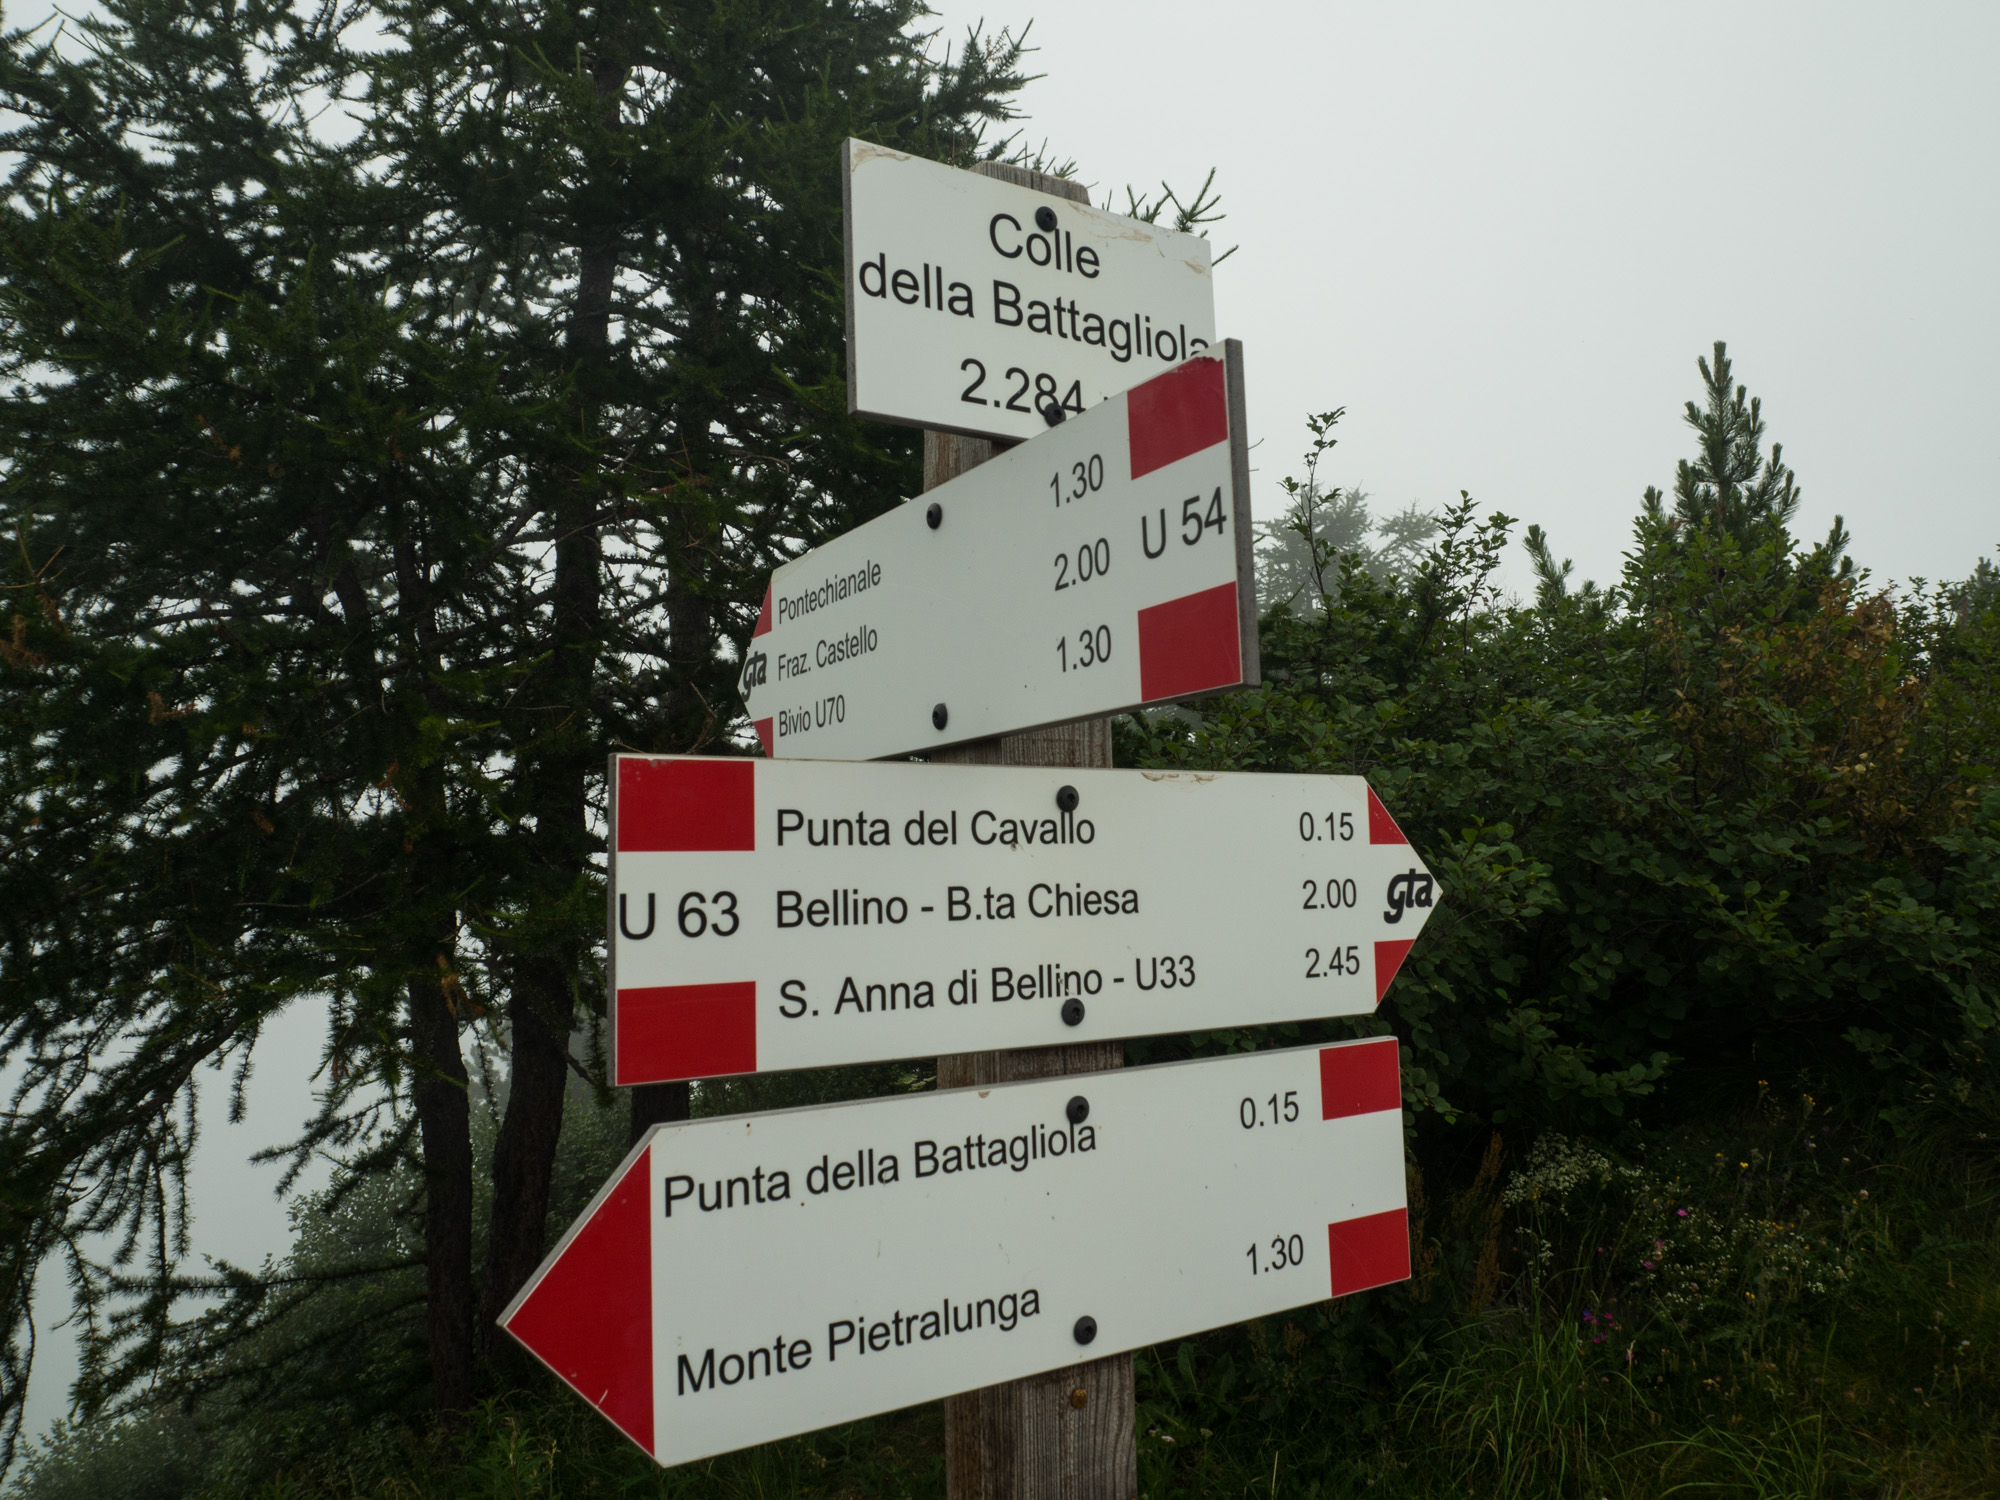 Colle
della Battagliola
2.284
Pontechianale 1.30
Fraz. Castello 2.00 U 54
gta
Bivio U70 1.30
Punta del Cavallo 0.15
U 63 Bellino - B.ta Chiesa 2.00 gta
S. Anna di Bellino - U33 2.45
Punta della Battagliola 0.15
Monte Pietralunga 1.30